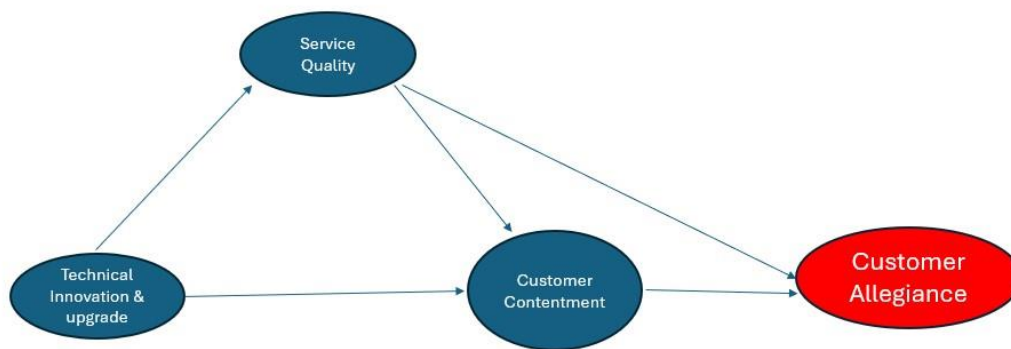 Service
Quality
Technical
Innovation &
upgrade
Customer
Contentment
Customer
Allegiance